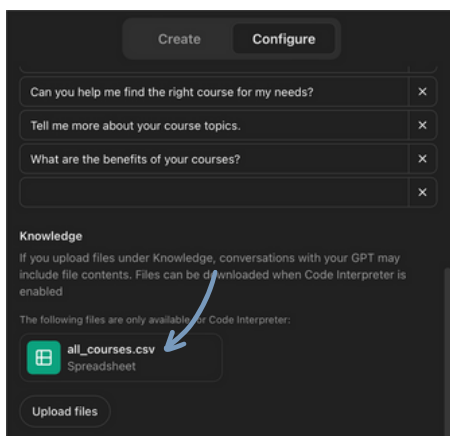 Create
Configure
Can you help me find the right course for my needs?
×
Tell me more about your course topics.
×
What are the benefits of your courses?
×
×
Knowledge
If you upload files under Knowledge, conversations with your GPT may
include file contents. Files can be downloaded when Code Interpreter is
enabled
The following files are only available for Code Interpreter:
all_courses.csv
Spreadsheet
Upload files